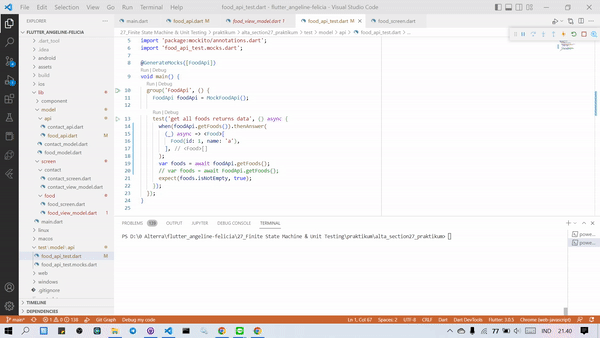 File Edit Selection View Go Run Terminal Help
food_api_test.dart - flutter_angeline-felicia - Visual Studio Code
EXPLORER
main.dart
food_api.dart M
food_view_model.dart 1
food_api_test.dart M
food_screen.dart
FLUTTER_ANGELINE-FELICIA
27_Finite State Machine & Unit Testing > praktikum > alta_section27_praktikum > test > model > api > food_api_test.dart > ...
.dart_tool
.idea
android
assets
build
ios
lib
component
model
api
contact_api.dart
food_api.dart M
contact_model.dart
food_model.dart
screen
contact
contact_screen.dart
contact_view_model.dart
food
food_screen.dart
food_view_model.dart 1
main.dart
linux
macos
test \ model \ api
food_api_test.dart M
food_api_test.mocks.dart
web
windows
.gitignore
TIMELINE
DEPENDENCIES
5 import 'package:mockito/annotations.dart';
6 import 'food_api_test.mocks.dart';
7
8 @GenerateMocks([FoodApi])
Run | Debug
9 void main() {
Run | Debug
10 group('FoodApi', () {
11 FoodApi foodApi = MockFoodApi();
12
Run | Debug
13 test('get all foods returns data', () async {
14 when(foodApi.getFoods()).thenAnswer(
15 (_) async => <Food>[
16 Food(id: 1, name: 'a'),
17 ], // <Food>[]
18 );
19 var foods = await foodApi.getFoods();
20 // var foods = await FoodApi.getFoods();
21 expect(foods.isNotEmpty, true);
22 });
23 });
24 }
25
PROBLEMS
OUTPUT
JUPYTER
DEBUG CONSOLE
TERMINAL
PS D:\0 Alterra\flutter_angeline-felicia\27_Finite State Machine & Unit Testing\praktikum\alta_section27_praktikum>
powe...
powe...
Git Graph
Debug my code
Ln 5, Col 67
Spaces: 2
UTF-8
CRLF
Dart
Dart DevTools
Flutter: 3.0.5
Chrome (web-javascript)
77
IND
21.40